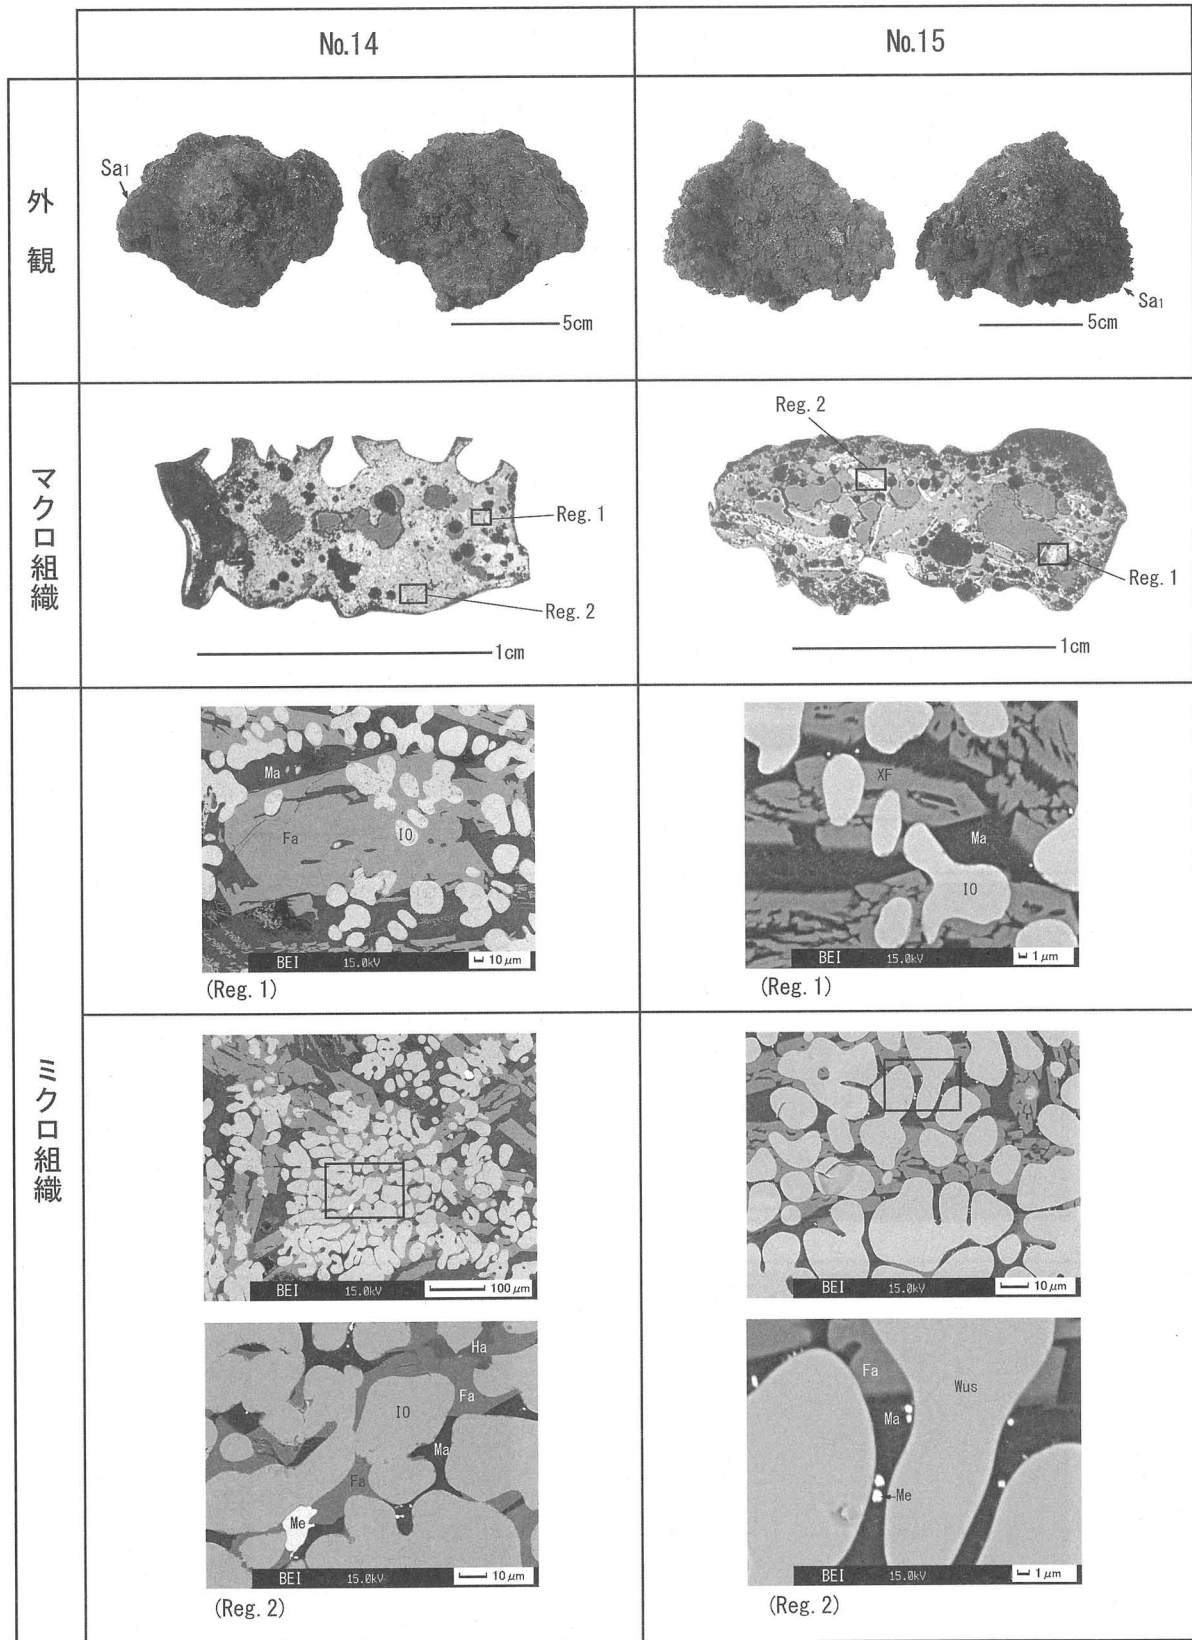 No.14
No.15
外観
Sa1
5cm
Sa1
5cm
マクロ組織
Reg. 1
Reg. 2
1cm
Reg. 2
Reg. 1
1cm
ミクロ組織
Ma
Fa
IO
BEI 15.0kV 10μm
(Reg. 1)
XF
Ma
IO
BEI 15.0kV 1μm
(Reg. 1)
BEI 15.0kV 100μm
Ha
Fa
IO
Ma
Fa
Me
BEI 15.0kV 10μm
(Reg. 2)
BEI 15.0kV 10μm
Fa
Wus
Ma
Me
BEI 15.0kV 1μm
(Reg. 2)